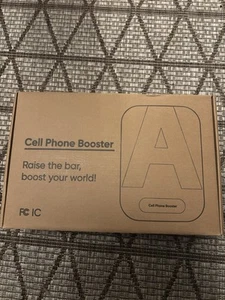 Cell Phone Booster
Raise the bar,
boost your world!
A
Cell Phone Booster
FC IC